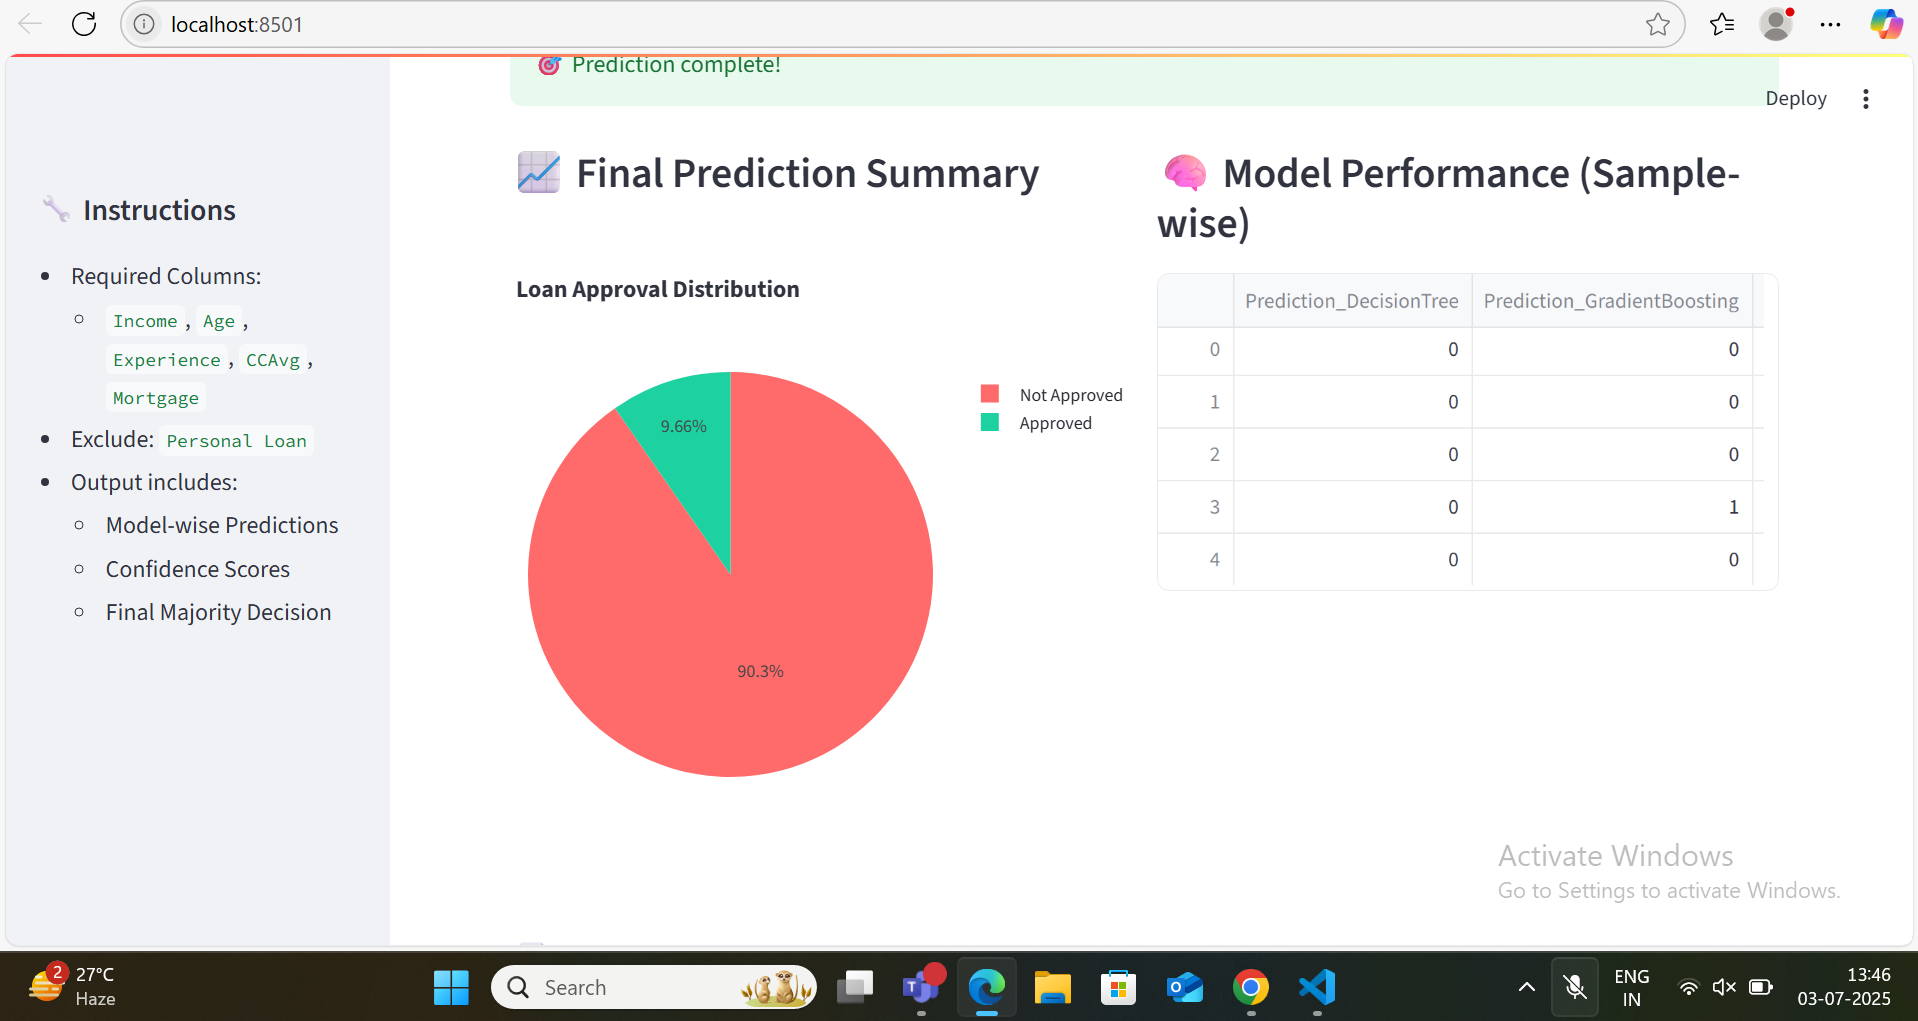 localhost:8501
Prediction complete!
Deploy
Instructions
Required Columns:
Income, Age,
Experience, CCAvg,
Mortgage
Exclude: Personal Loan
Output includes:
Model-wise Predictions
Confidence Scores
Final Majority Decision
Final Prediction Summary
Loan Approval Distribution
Not Approved
Approved
9.66%
90.3%
Model Performance (Sample-
wise)
Prediction_DecisionTree Prediction_GradientBoosting
0 0 0
1 0 0
2 0 0
3 0 1
4 0 0
Activate Windows
Go to Settings to activate Windows.
2
27°C
Haze
Search
T
ENG
IN
13:46
03-07-2025